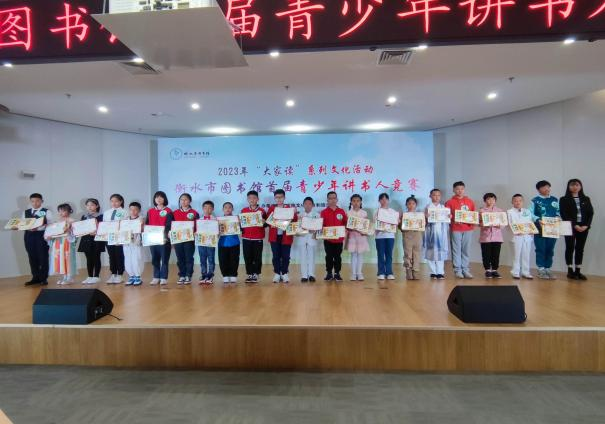 图书 届青少年讲书人
2023年“大家读”系列文化活动
衡水市图书馆首届青少年讲书人竞赛